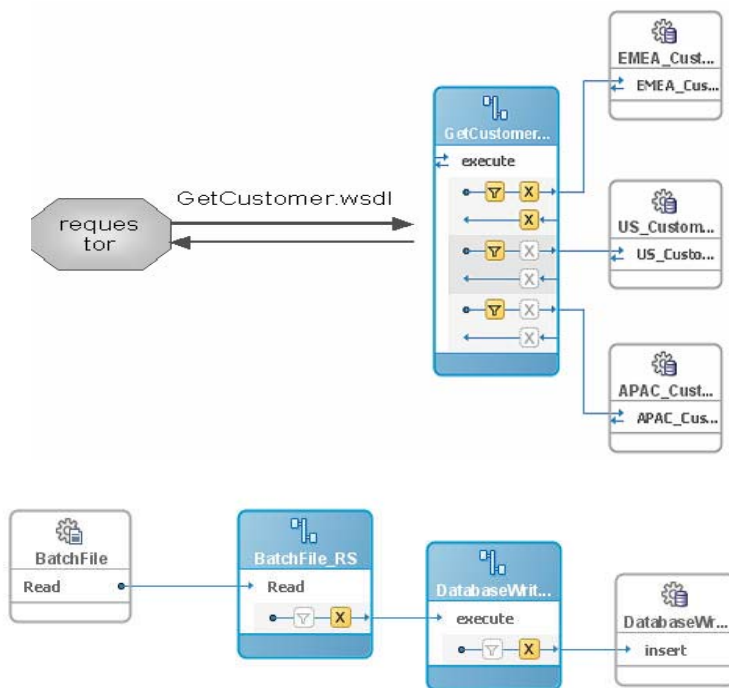 EMEA_Cust...
EMEA_Cus...
GetCustomer...
execute
GetCustomer.wsdl
reques
tor
US_Custom...
US_Custo...
APAC_Cust...
APAC_Cus...
BatchFile
Read
BatchFile_RS
Read
DatabaseWrit...
execute
DatabaseWr...
insert